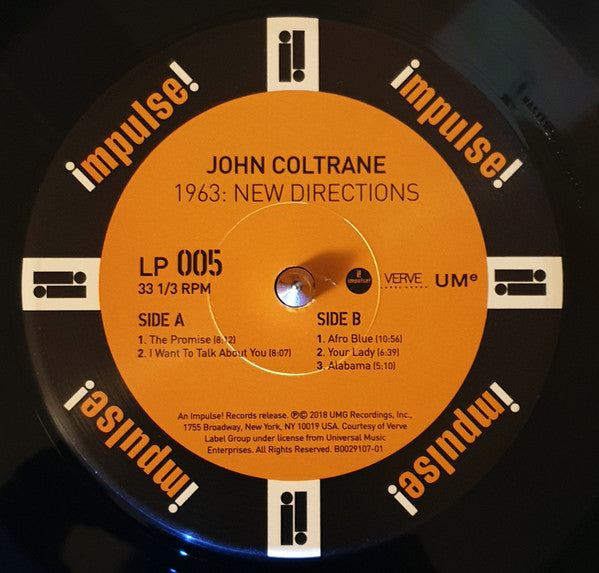 impulse!
impulse!
JOHN COLTRANE
1963: NEW DIRECTIONS
LP 005
33 1/3 RPM
impulse!
VERVE
LABEL GROUP
UMe
SIDE A
1. The Promise (8:12)
2. I Want To Talk About You (8:07)
SIDE B
1. Afro Blue (10:56)
2. Your Lady (6:39)
3. Alabama (5:10)
An Impulse! Records release. ℗© 2018 UMG Recordings, Inc.,
1755 Broadway, New York, NY 10019 USA. Courtesy of Verve
Label Group under license from Universal Music
Enterprises. All Rights Reserved. B0029107-01
impulse!
impulse!